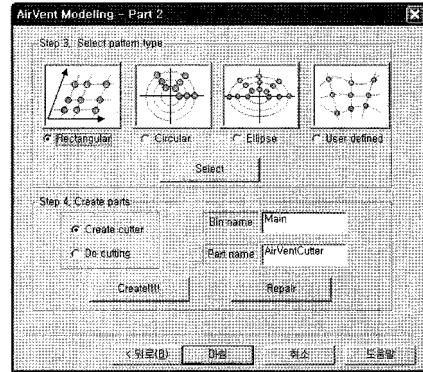 AirVent Modeling - Part 2
Step 3. Select pattern type
Rectangular
Circular
Ellipse
User defined
Select
Step 4. Create parts
Create cutter
Bin name
Main
Do cutting
Part name
AirVentCutter
Create!!!!
Repair
< 뒤로(B)
마침
취소
도움말